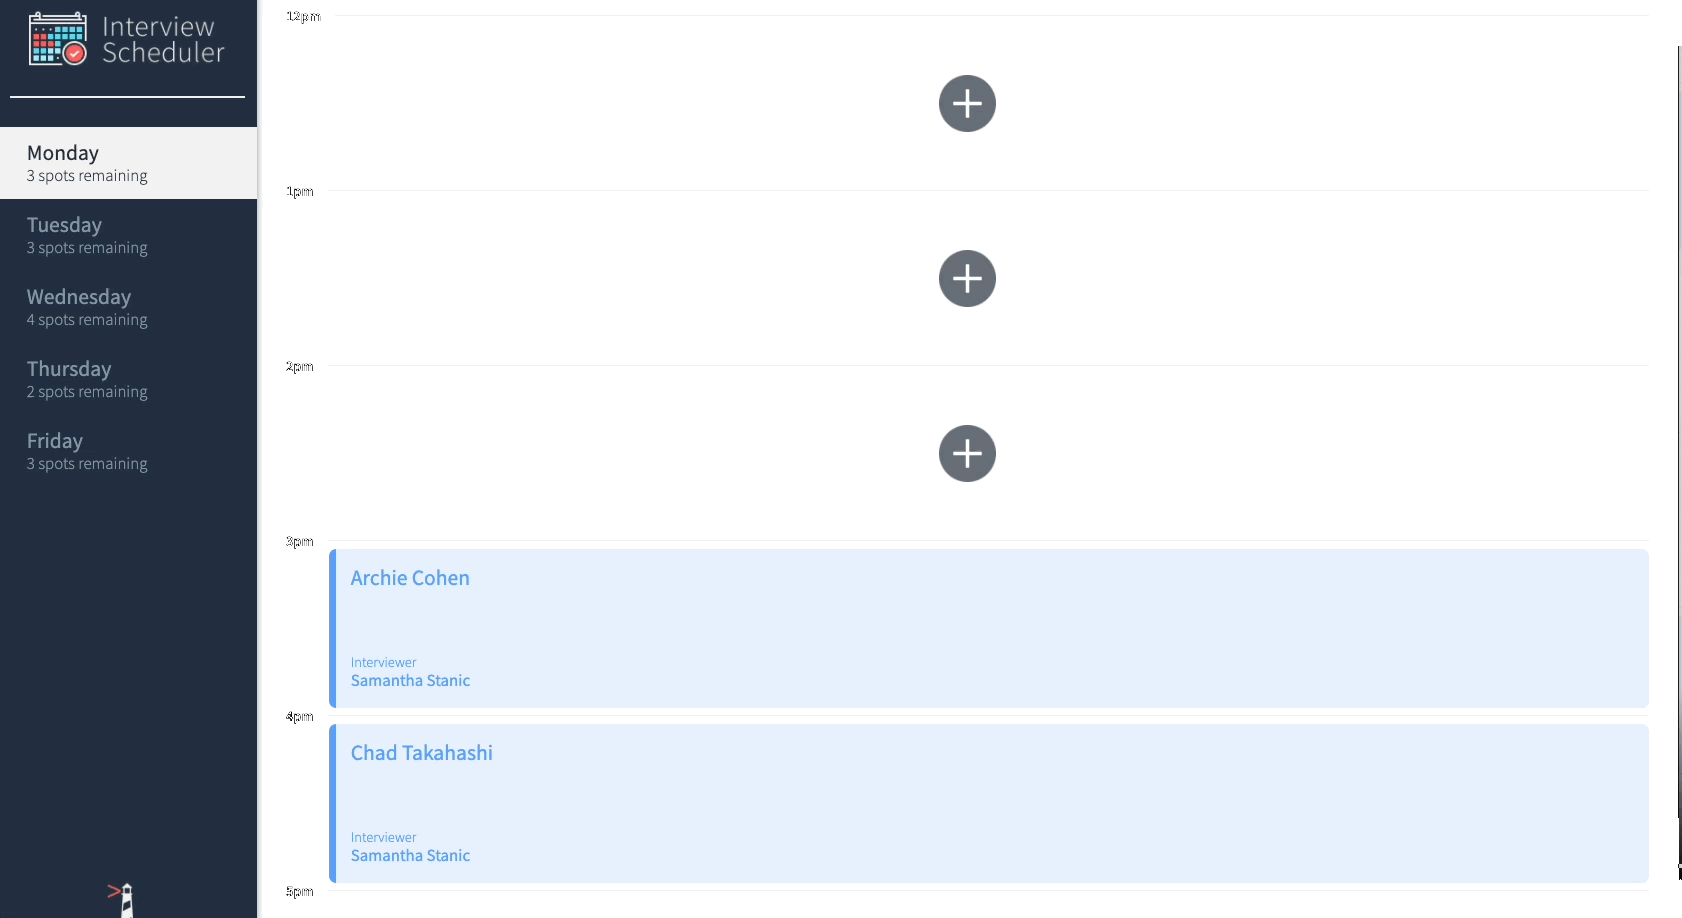 Interview
Scheduler
Monday
3 spots remaining
Tuesday
3 spots remaining
Wednesday
4 spots remaining
Thursday
2 spots remaining
Friday
3 spots remaining
12pm
1pm
2pm
3pm
Archie Cohen
Interviewer
Samantha Stanic
4pm
Chad Takahashi
Interviewer
Samantha Stanic
5pm